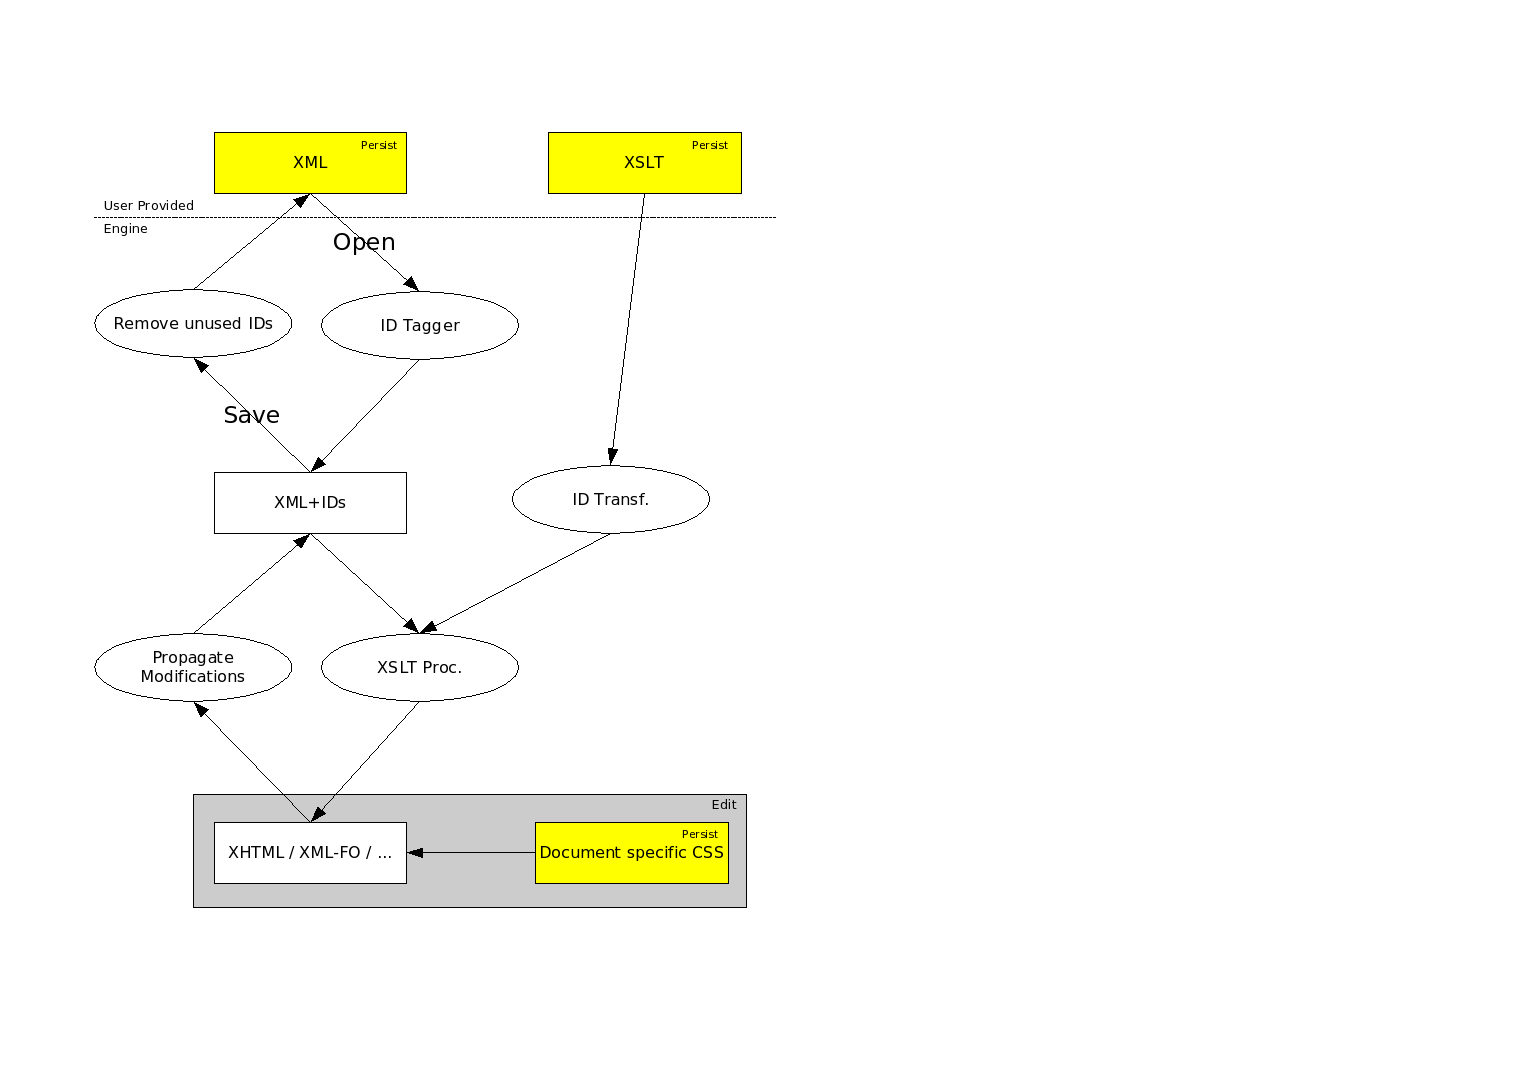 Persist
XML
Persist
XSLT
User Provided
Engine
Open
Remove unused IDs
ID Tagger
Save
XML+IDs
ID Transf.
Propagate
Modifications
XSLT Proc.
Edit
XHTML / XML-FO / ...
Persist
Document specific CSS